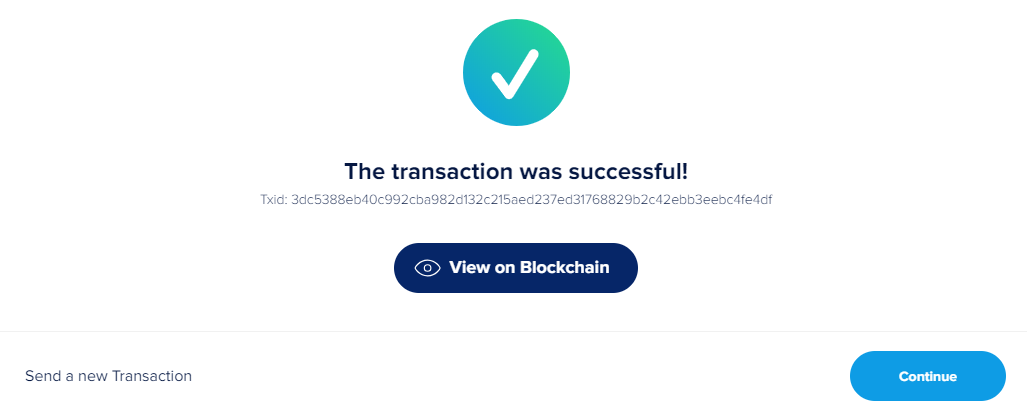 The transaction was successful!
Txid: 3dc5388eb40c992cba982d132c215aed237ed31768829b2c42ebb3eebc4fe4df
View on Blockchain
Send a new Transaction
Continue